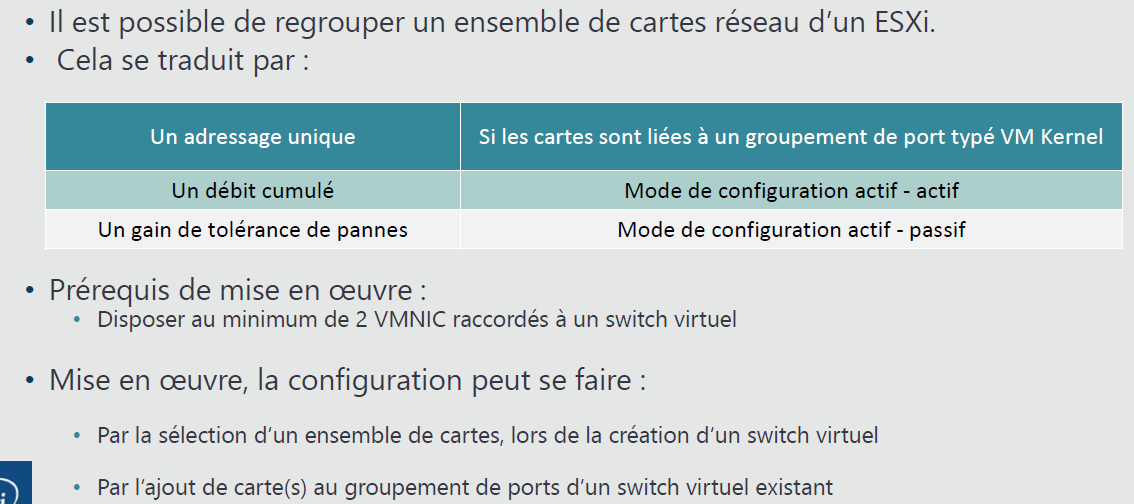 • Il est possible de regrouper un ensemble de cartes réseau d’un ESXi.
• Cela se traduit par :
Un adressage unique
Si les cartes sont liées à un groupement de port typé VM Kernel
Un débit cumulé
Mode de configuration actif - actif
Un gain de tolérance de pannes
Mode de configuration actif - passif
• Prérequis de mise en œuvre :
• Disposer au minimum de 2 VMNIC raccordés à un switch virtuel
• Mise en œuvre, la configuration peut se faire :
• Par la sélection d’un ensemble de cartes, lors de la création d’un switch virtuel
• Par l’ajout de carte(s) au groupement de ports d’un switch virtuel existant